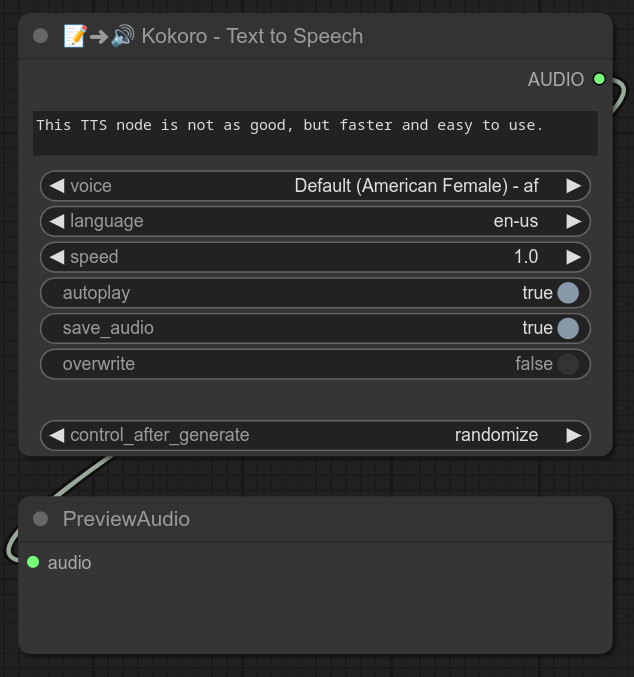 📝➜🔊 Kokoro - Text to Speech
AUDIO
This TTS node is not as good, but faster and easy to use.
voice Default (American Female) - af
language en-us
speed 1.0
autoplay true
save_audio true
overwrite false
control_after_generate randomize
PreviewAudio
audio